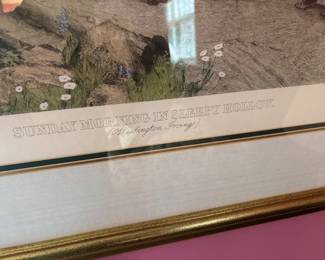 SUNDAY MORNING IN SLEEPY HOLLOW
(Washington Irving)